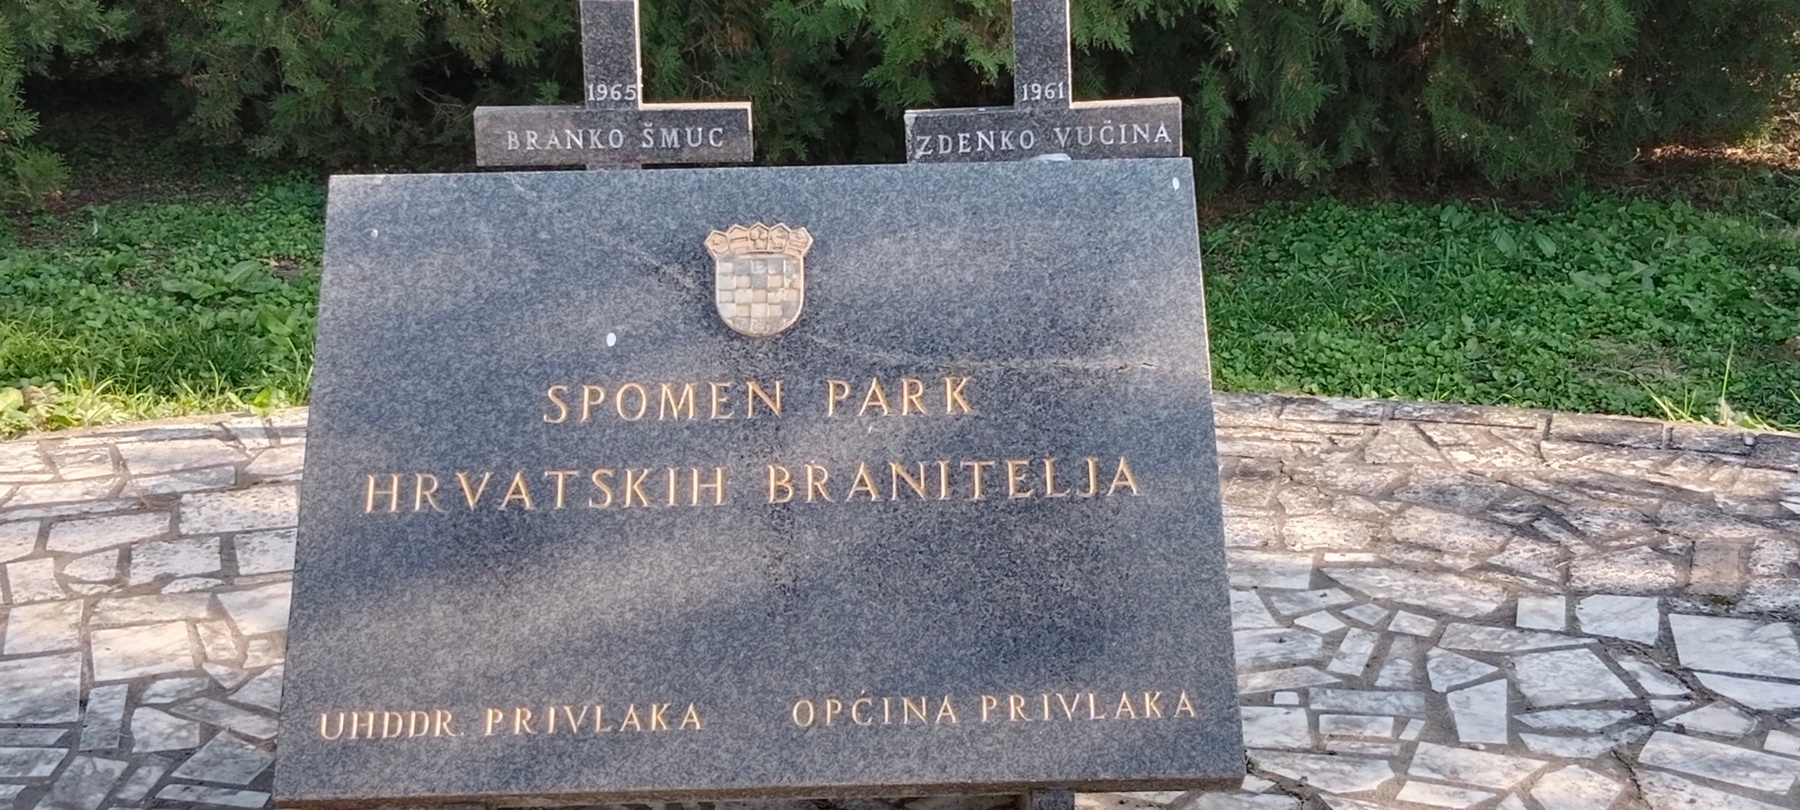 1965
BRANKO ŠMUC
1961
ZDENKO VUČINA
SPOMEN PARK
HRVATSKIH BRANITELJA
UHDDR. PRIVLAKA
OPĆINA PRIVLAKA